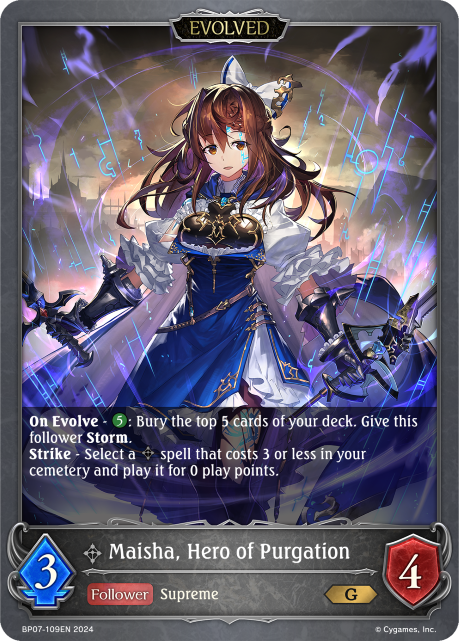 EVOLVED
On Evolve - 5: Bury the top 5 cards of your deck. Give this
follower Storm.
Strike - Select a spell that costs 3 or less in your
cemetery and play it for 0 play points.
Maisha, Hero of Purgation
3
4
Follower Supreme
G
BP07-109EN 2024
© Cygames, Inc.